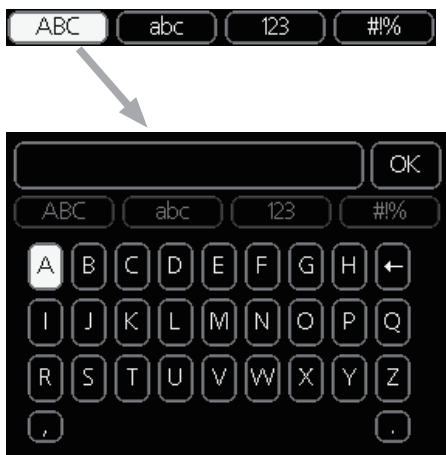 ABC abc 123 #!%
OK
ABC abc 123 #!%
A B C D E F G H ←
I J K L M N O P Q
R S T U V W X Y Z
, .